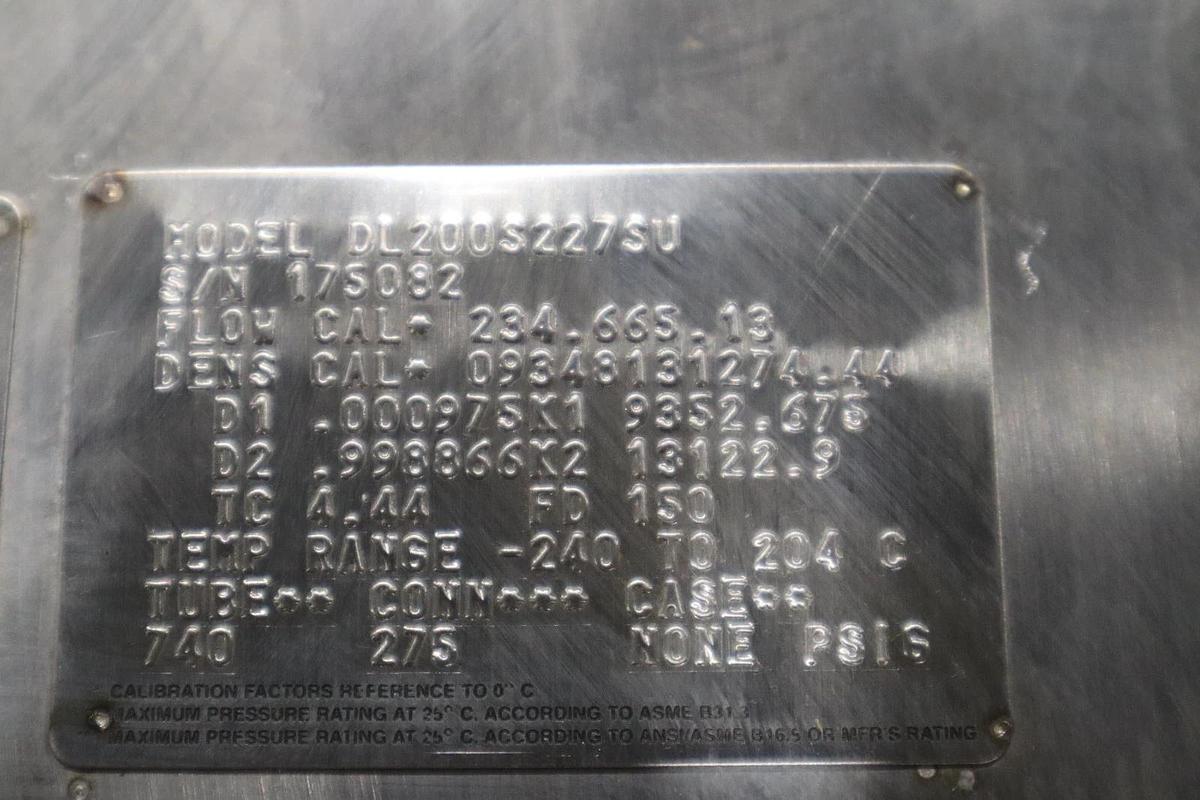 MODEL DL200S227SU
S/N 175082
FLOW CAL* 234.665.13
DENS CAL* 09348131274.44
D1 .000975K1 9352.675
D2 .998866K2 13122.9
TC 4.44 FD 150
TEMP RANGE -240 TO 204 C
TUBE** CONN*** CASE**
740 275 NONE PSIG
CALIBRATION FACTORS REFERENCE TO 0° C
MAXIMUM PRESSURE RATING AT 25° C, ACCORDING TO ASME B31.3
MAXIMUM PRESSURE RATING AT 25° C, ACCORDING TO ANSI/ASME B16.5 OR MFR'S RATING